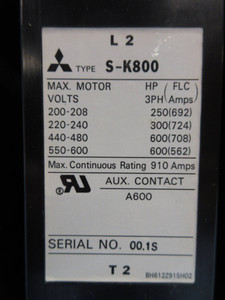 L 2
TYPE S-K800
MAX. MOTOR HP (FLC)
VOLTS 3PH (Amps)
200-208 250(692)
220-240 300(724)
440-480 600(708)
550-600 600(562)
Max. Continuous Rating 910 Amps
RU AUX. CONTACT
A600
SERIAL NO. 00.1S
T 2 BH612Z915H02